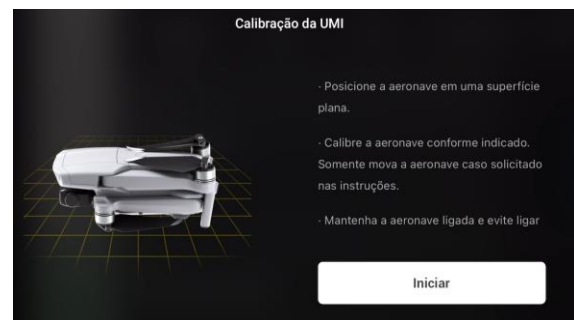 Calibração da UMI
· Posicione a aeronave em uma superfície
plana.
· Calibre a aeronave conforme indicado.
Somente mova a aeronave caso solicitado
nas instruções.
· Mantenha a aeronave ligada e evite ligar
Iniciar